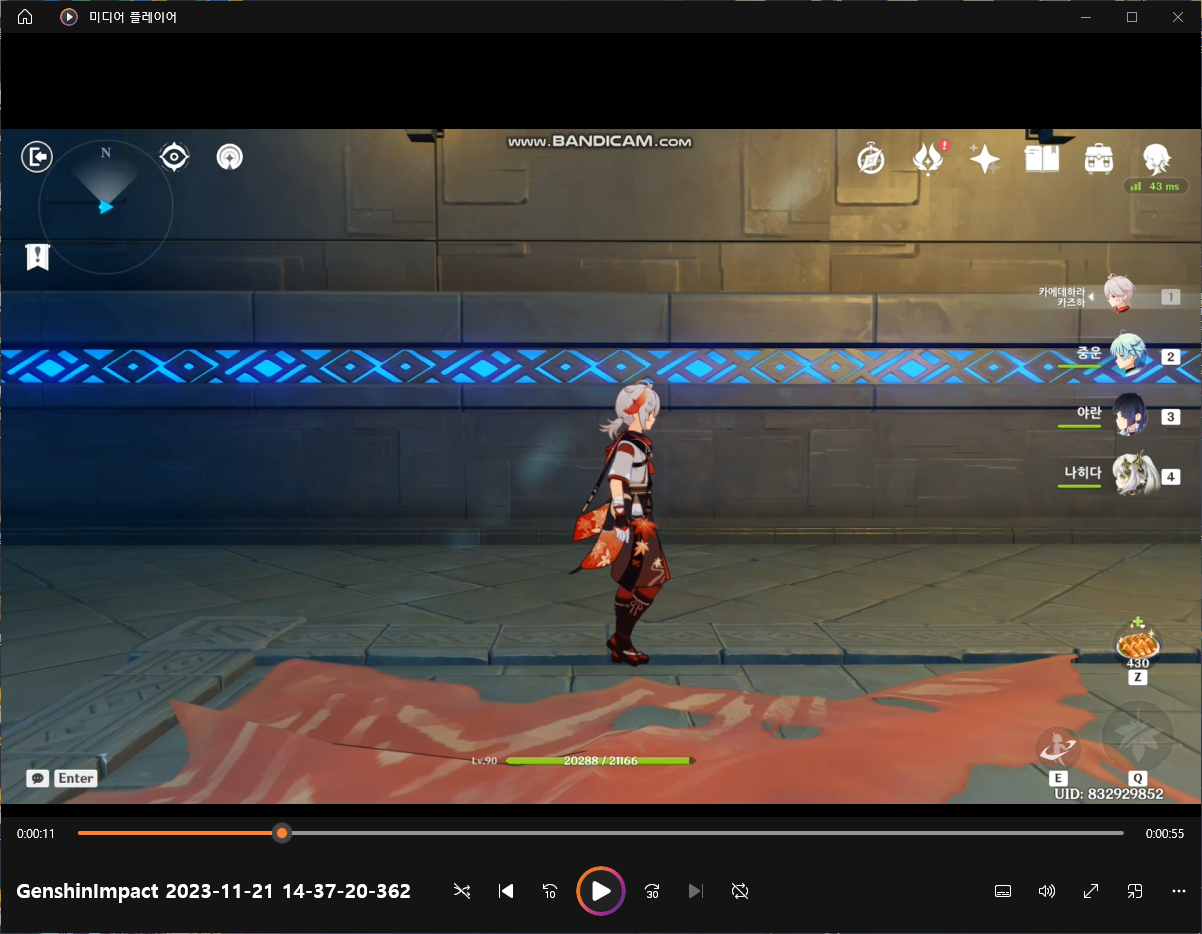 미디어 플레이어
www.BANDICAM.com
N
43 ms
카에데하라
카즈하
1
중운
2
야란
3
나히다
4
430
Z
Lv.90
20288 / 21166
Enter
E
Q
UID: 832929852
0:00:11
0:00:55
GenshinImpact 2023-11-21 14-37-20-362
10
30